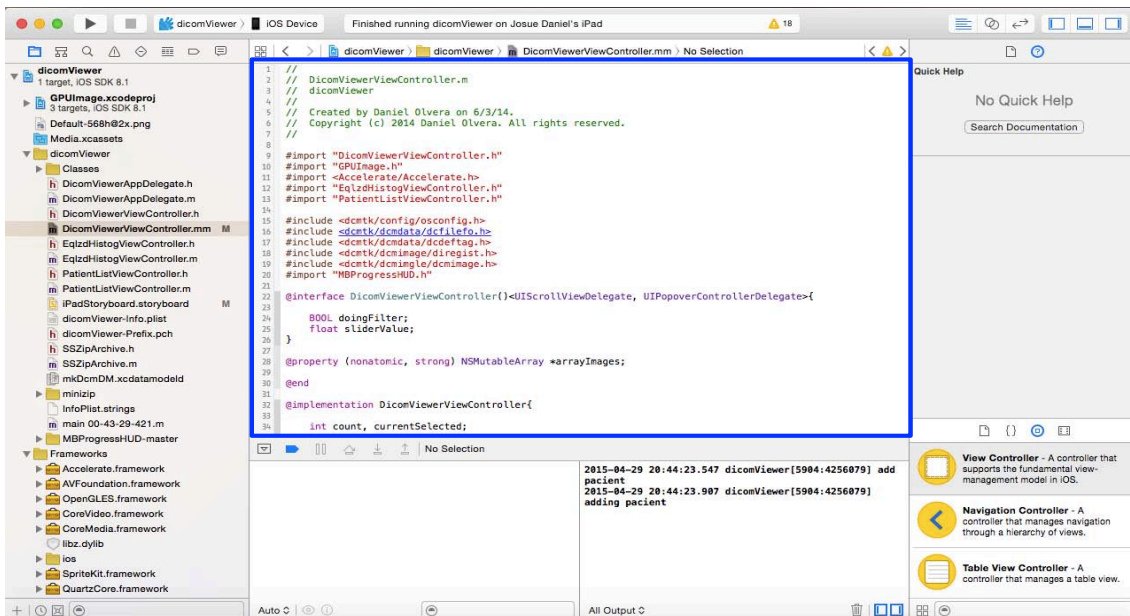 dicomViewer 〉 iOS Device
Finished running dicomViewer on Josue Daniel's iPad
18
dicomViewer 〉 dicomViewer 〉 DicomViewerViewController.mm 〉 No Selection
dicomViewer
1 target, iOS SDK 8.1
GPUImage.xcodeproj
3 targets, iOS SDK 8.1
Default-568h@2x.png
Media.xcassets
dicomViewer
Classes
DicomViewerAppDelegate.h
DicomViewerAppDelegate.m
DicomViewerViewController.h
DicomViewerViewController.mm M
EqlzdHistogViewController.h
EqlzdHistogViewController.m
PatientListViewController.h
PatientListViewController.m
iPadStoryboard.storyboard M
dicomViewer-Info.plist
dicomViewer-Prefix.pch
SSZipArchive.h
SSZipArchive.m
mkDcmDM.xcdatamodeld
minizip
InfoPlist.strings
main 00-43-29-421.m
MBProgressHUD-master
Frameworks
Accelerate.framework
AVFoundation.framework
OpenGLES.framework
CoreVideo.framework
CoreMedia.framework
libz.dylib
ios
SpriteKit.framework
QuartzCore.framework
1 //
2 // DicomViewerViewController.m
3 // dicomViewer
4 //
5 // Created by Daniel Olvera on 6/3/14.
6 // Copyright (c) 2014 Daniel Olvera. All rights reserved.
7 //
8
9 #import "DicomViewerViewController.h"
10 #import "GPUImage.h"
11 #import <Accelerate/Accelerate.h>
12 #import "EqlzdHistogViewController.h"
13 #import "PatientListViewController.h"
14
15 #include <dcmtk/config/osconfig.h>
16 #include <dcmtk/dcmdata/dcfilefo.h>
17 #include <dcmtk/dcmdata/dcdeftag.h>
18 #include <dcmtk/dcmimage/diregist.h>
19 #include <dcmtk/dcmimgle/dcmimage.h>
20 #import "MBProgressHUD.h"
21
22 @interface DicomViewerViewController()<UIScrollViewDelegate, UIPopoverControllerDelegate>{
23
24 BOOL doingFilter;
25 float sliderValue;
26 }
27
28 @property (nonatomic, strong) NSMutableArray *arrayImages;
29
30 @end
31
32 @implementation DicomViewerViewController{
33
34 int count, currentSelected;
No Selection
2015-04-29 20:44:23.547 dicomViewer[5904:4256079] add
pacient
2015-04-29 20:44:23.907 dicomViewer[5904:4256079]
adding pacient
Auto
All Output
Quick Help
No Quick Help
Search Documentation
View Controller - A controller that
supports the fundamental view-
management model in iOS.
Navigation Controller - A
controller that manages navigation
through a hierarchy of views.
Table View Controller - A
controller that manages a table view.